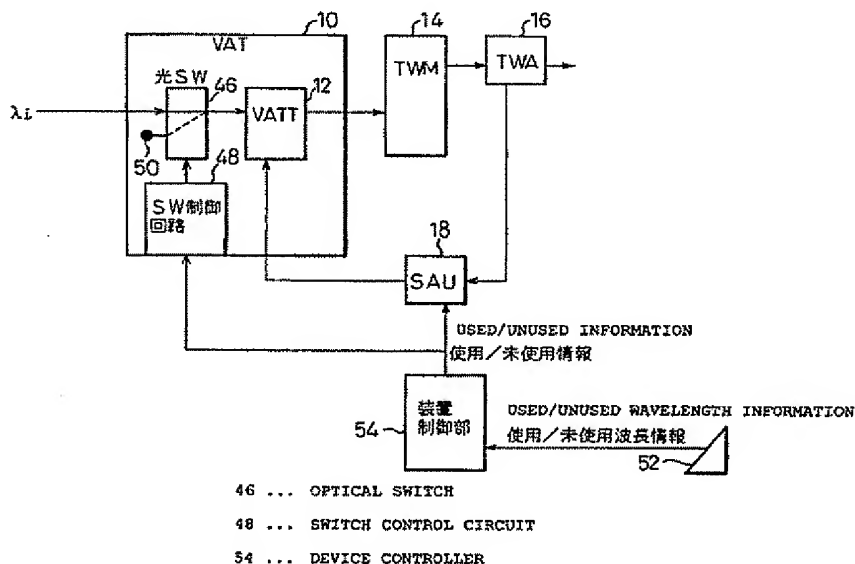 10
VAT
14
16
光SW
46
12
TWM
TWA
λi
VATT
50
48
SW制御
回路
18
SAU
USED/UNUSED INFORMATION
使用/未使用情報
装置
制御部
54
USED/UNUSED WAVELENGTH INFORMATION
使用/未使用波長情報
52
46 ... OPTICAL SWITCH
48 ... SWITCH CONTROL CIRCUIT
54 ... DEVICE CONTROLLER